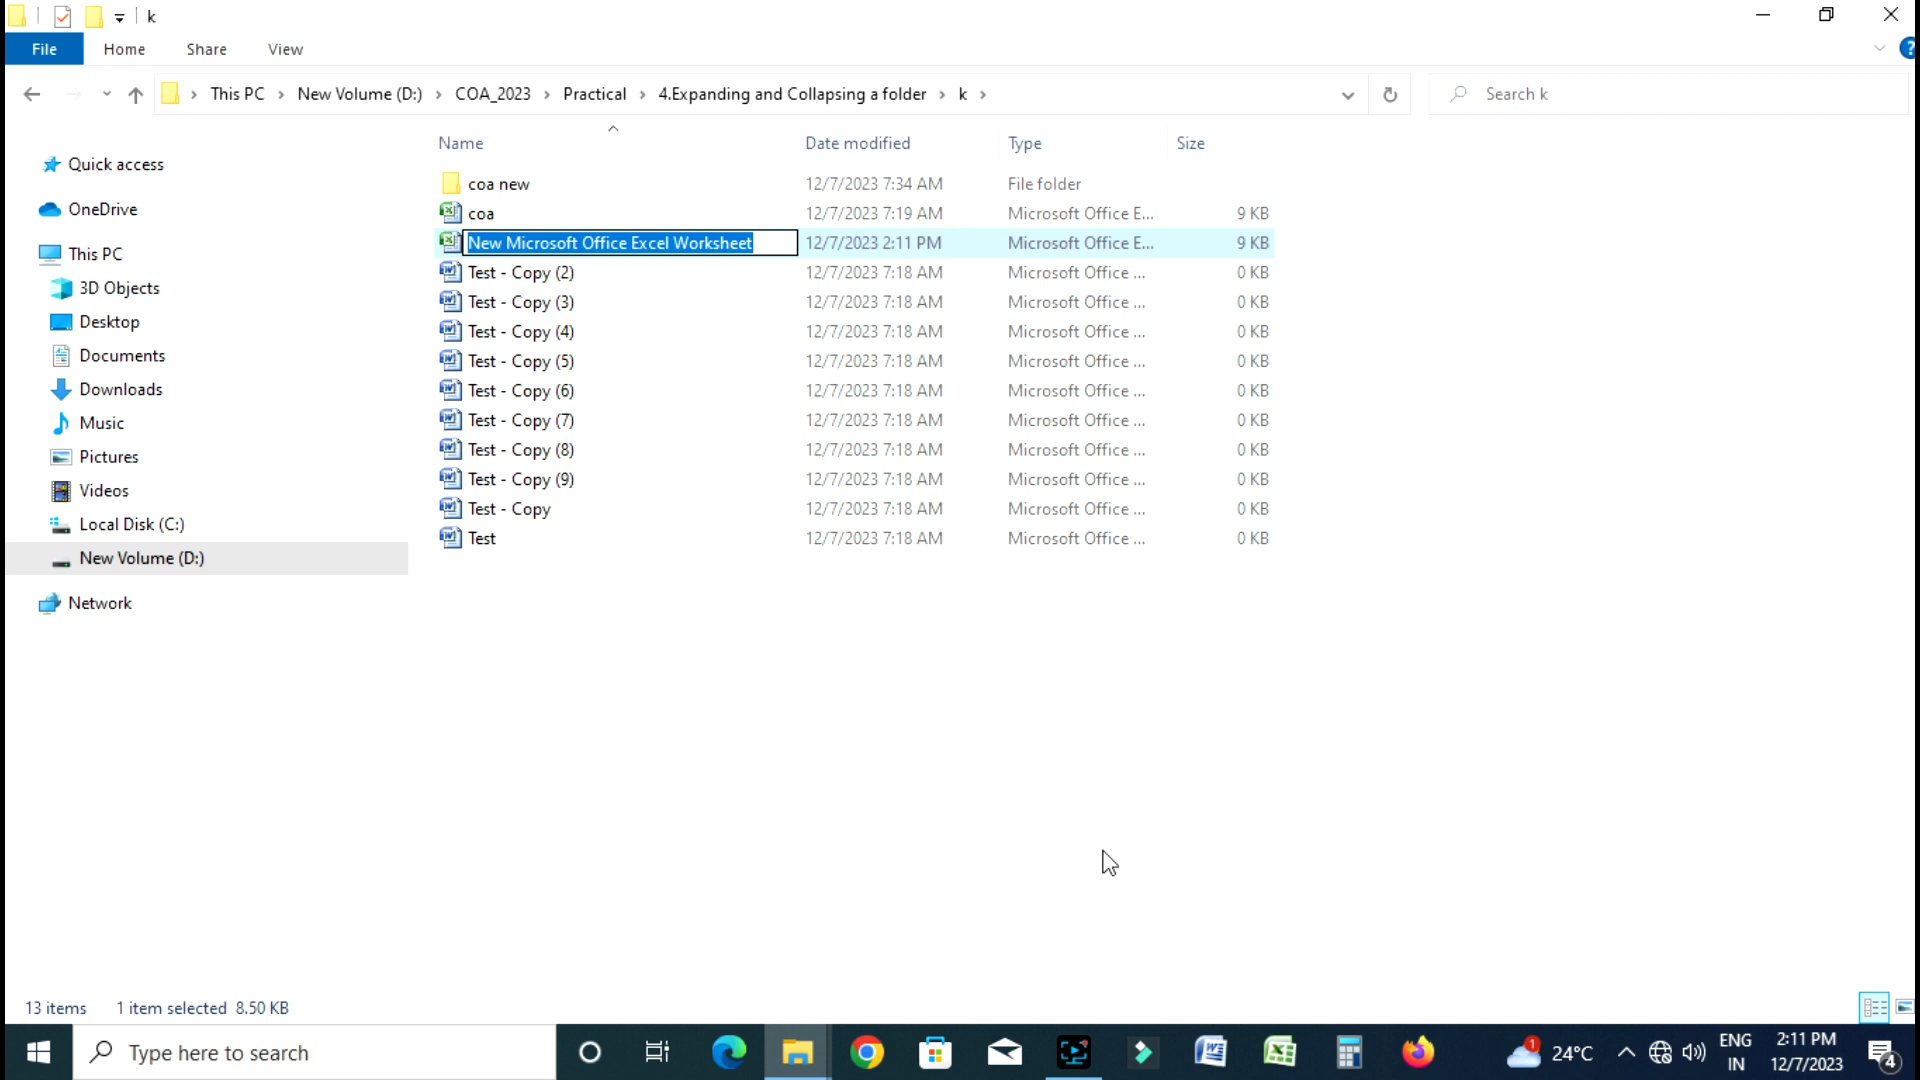 k
File Home Share View
This PC New Volume (D:) COA_2023 Practical 4.Expanding and Collapsing a folder k Search k
Name Date modified Type Size
Quick access
OneDrive
This PC
3D Objects
Desktop
Documents
Downloads
Music
Pictures
Videos
Local Disk (C:)
New Volume (D:)
Network
coa new 12/7/2023 7:34 AM File folder
coa 12/7/2023 7:19 AM Microsoft Office E... 9 KB
New Microsoft Office Excel Worksheet 12/7/2023 2:11 PM Microsoft Office E... 9 KB
Test - Copy (2) 12/7/2023 7:18 AM Microsoft Office ... 0 KB
Test - Copy (3) 12/7/2023 7:18 AM Microsoft Office ... 0 KB
Test - Copy (4) 12/7/2023 7:18 AM Microsoft Office ... 0 KB
Test - Copy (5) 12/7/2023 7:18 AM Microsoft Office ... 0 KB
Test - Copy (6) 12/7/2023 7:18 AM Microsoft Office ... 0 KB
Test - Copy (7) 12/7/2023 7:18 AM Microsoft Office ... 0 KB
Test - Copy (8) 12/7/2023 7:18 AM Microsoft Office ... 0 KB
Test - Copy (9) 12/7/2023 7:18 AM Microsoft Office ... 0 KB
Test - Copy 12/7/2023 7:18 AM Microsoft Office ... 0 KB
Test 12/7/2023 7:18 AM Microsoft Office ... 0 KB
13 items 1 item selected 8.50 KB
Type here to search
1 24°C
ENG
IN
2:11 PM
12/7/2023
4